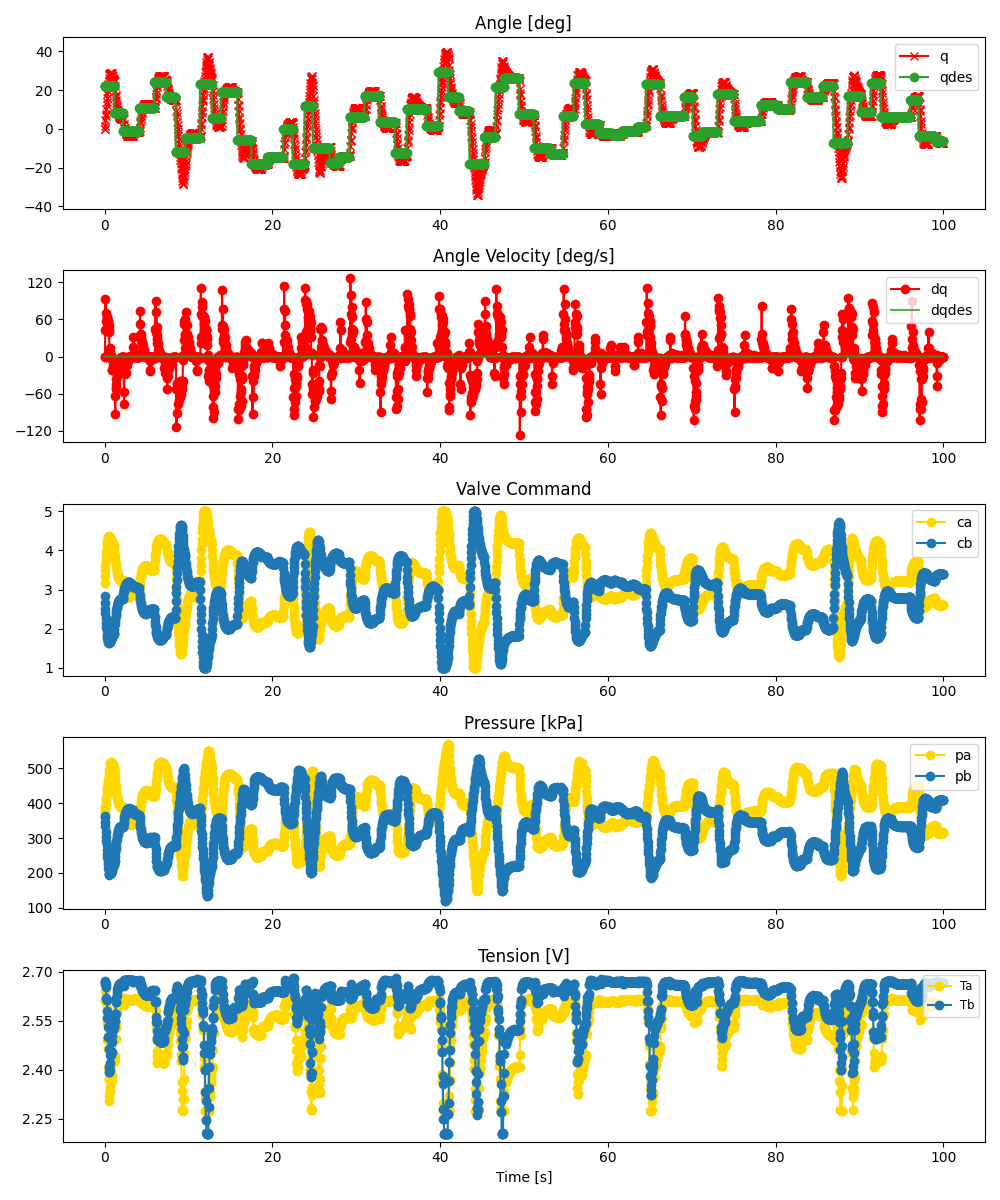 Angle [deg]
40
20
0
−20
−40
q
qdes
0 20 40 60 80 100
Angle Velocity [deg/s]
120
60
0
−60
−120
dq
dqdes
0 20 40 60 80 100
Valve Command
5
4
3
2
1
ca
cb
0 20 40 60 80 100
Pressure [kPa]
500
400
300
200
100
pa
pb
0 20 40 60 80 100
Tension [V]
2.70
2.55
2.40
2.25
Ta
Tb
0 20 40 60 80 100
Time [s]